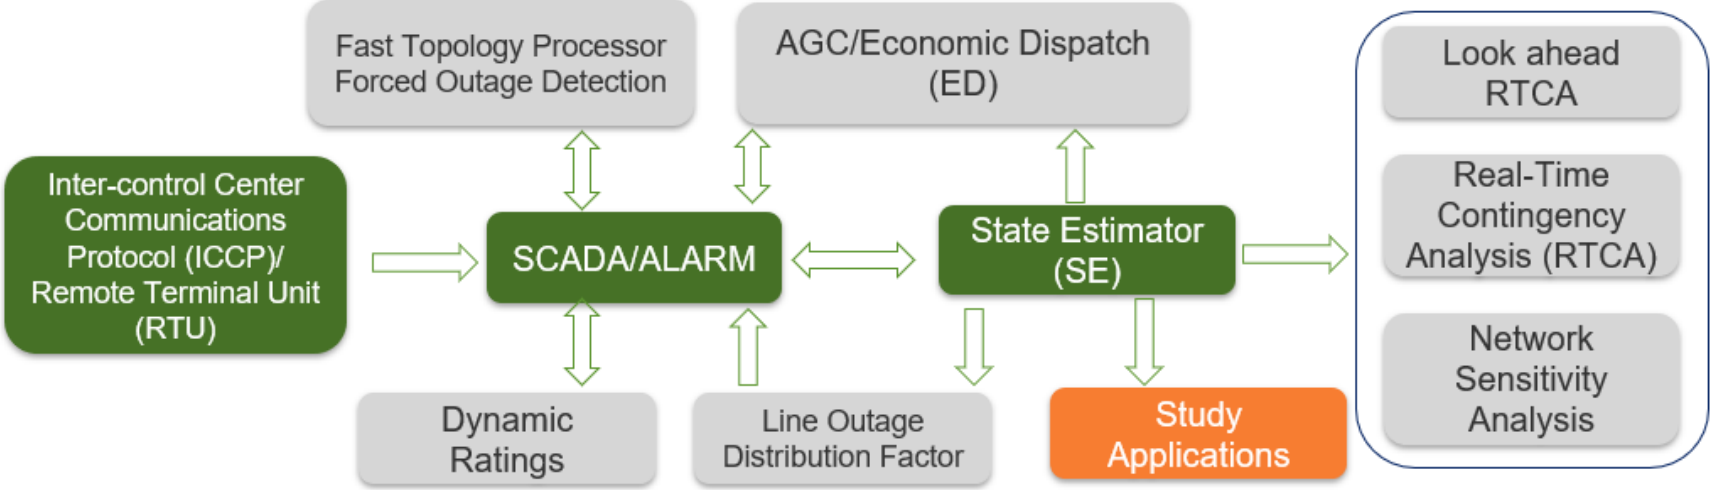 Fast Topology Processor
Forced Outage Detection
AGC/Economic Dispatch
(ED)
Look ahead
RTCA
Inter-control Center
Communications
Protocol (ICCP)/
Remote Terminal Unit
(RTU)
SCADA/ALARM
State Estimator
(SE)
Real-Time
Contingency
Analysis (RTCA)
Dynamic
Ratings
Line Outage
Distribution Factor
Study
Applications
Network
Sensitivity
Analysis